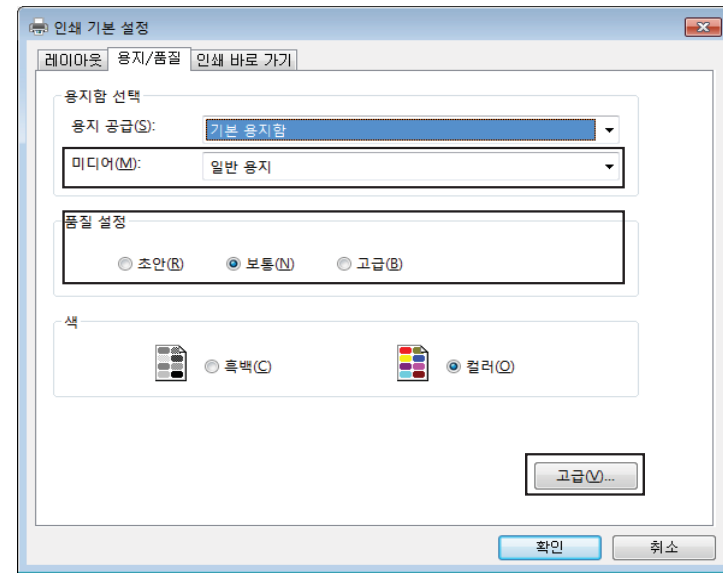 인쇄 기본 설정
레이아웃 용지/품질 인쇄 바로 가기
용지함 선택
용지 공급(S): 기본 용지함
미디어(M): 일반 용지
품질 설정
초안(R) 보통(N) 고급(B)
색
흑백(C) 컬러(O)
고급(V)...
확인 취소